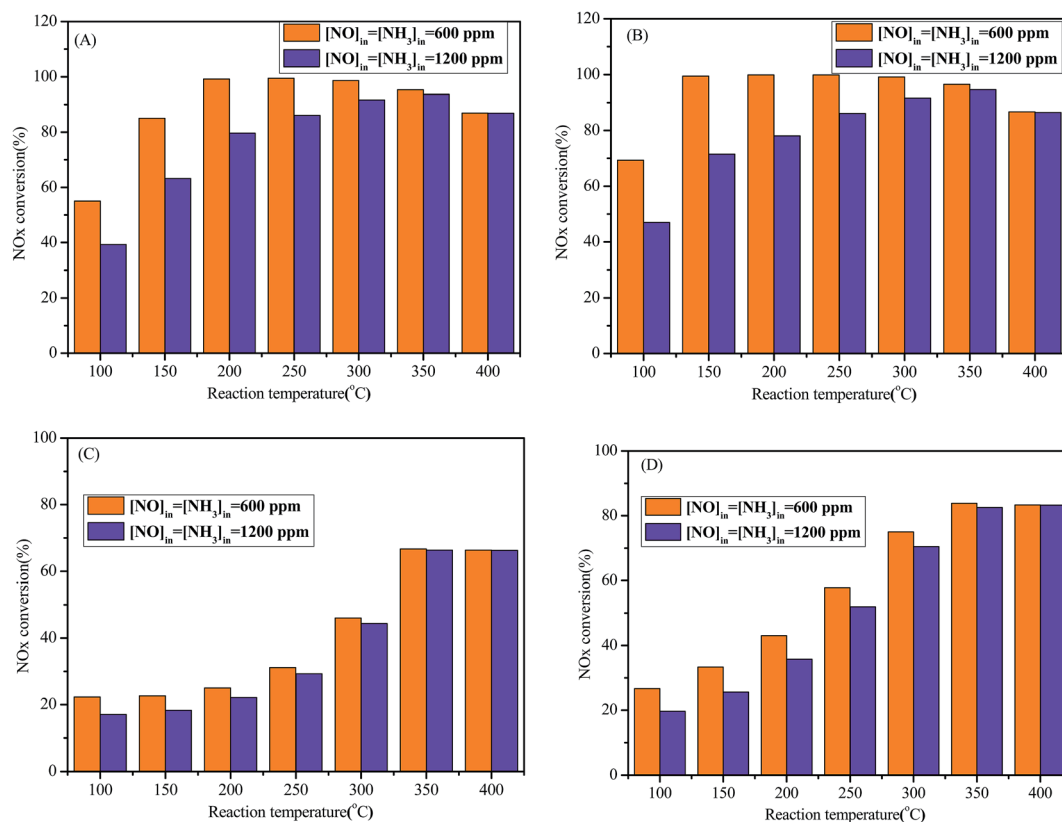 (A)
[NO]in=[NH3]in=600 ppm
[NO]in=[NH3]in=1200 ppm
NOx conversion(%)
120
100
80
60
40
20
0
100 150 200 250 300 350 400
Reaction temperature(°C)
(B)
[NO]in=[NH3]in=600 ppm
[NO]in=[NH3]in=1200 ppm
NOx conversion(%)
120
100
80
60
40
20
0
100 150 200 250 300 350 400
Reaction temperature(°C)
(C)
[NO]in=[NH3]in=600 ppm
[NO]in=[NH3]in=1200 ppm
NOx conversion(%)
100
80
60
40
20
0
100 150 200 250 300 350 400
Reaction temperature(°C)
(D)
[NO]in=[NH3]in=600 ppm
[NO]in=[NH3]in=1200 ppm
NOx conversion(%)
100
80
60
40
20
0
100 150 200 250 300 350 400
Reaction temperature(°C)